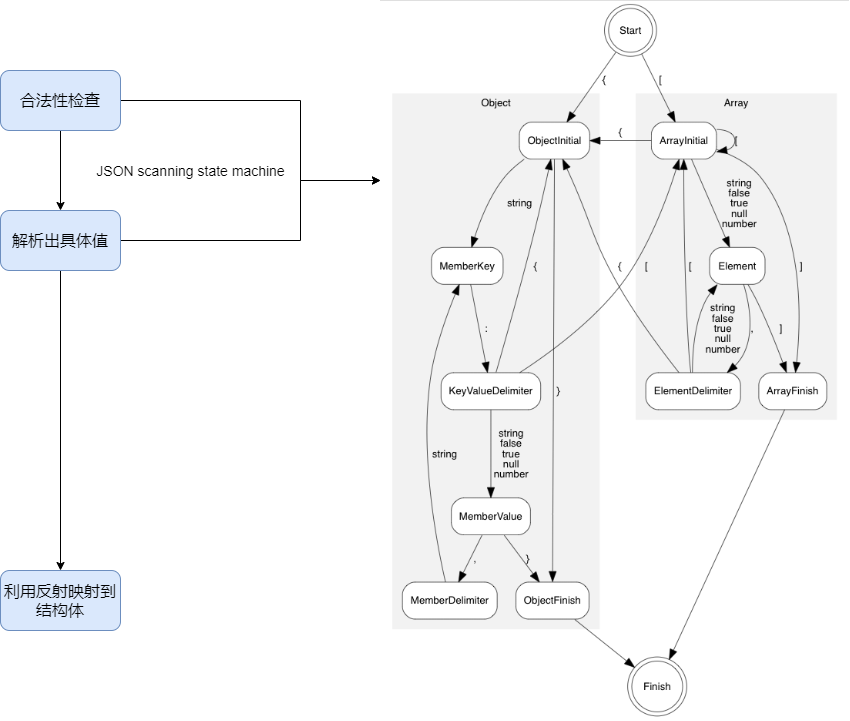 合法性检查
JSON scanning state machine
解析出具体值
利用反射映射到
结构体
Start
{
[
Object
Array
ObjectInitial
{
ArrayInitial
[
string
string
false
true
null
number
MemberKey
{
{
[
[
Element
]
:
string
false
true
null
number
,
]
KeyValueDelimiter
}
ElementDelimiter
ArrayFinish
string
string
false
true
null
number
MemberValue
,
}
MemberDelimiter
ObjectFinish
Finish